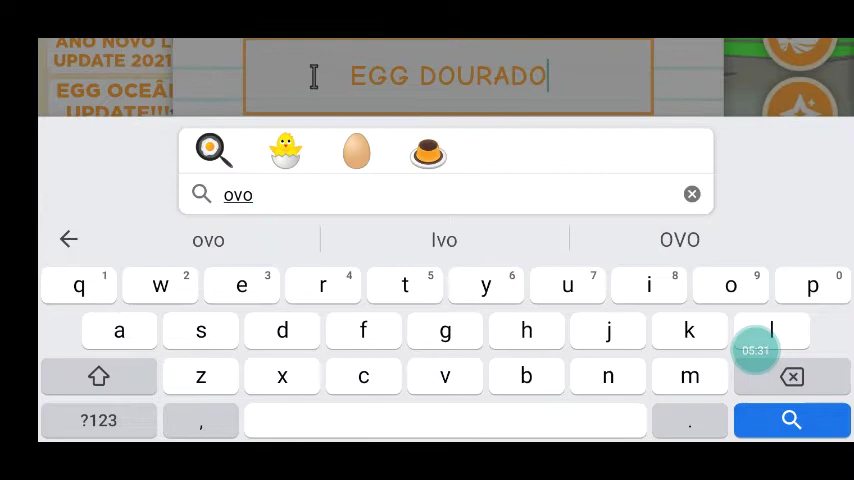 ANO NOVO L
UPDATE 2021
EGG OCEÂ
UPDATE!!!
EGG DOURADO
ovo
ovo Ivo OVO
q 1 w 2 e 3 r 4 t 5 y 6 u 7 i 8 o 9 p 0
a s d f g h j k l
05:31
z x c v b n m
?123 , .